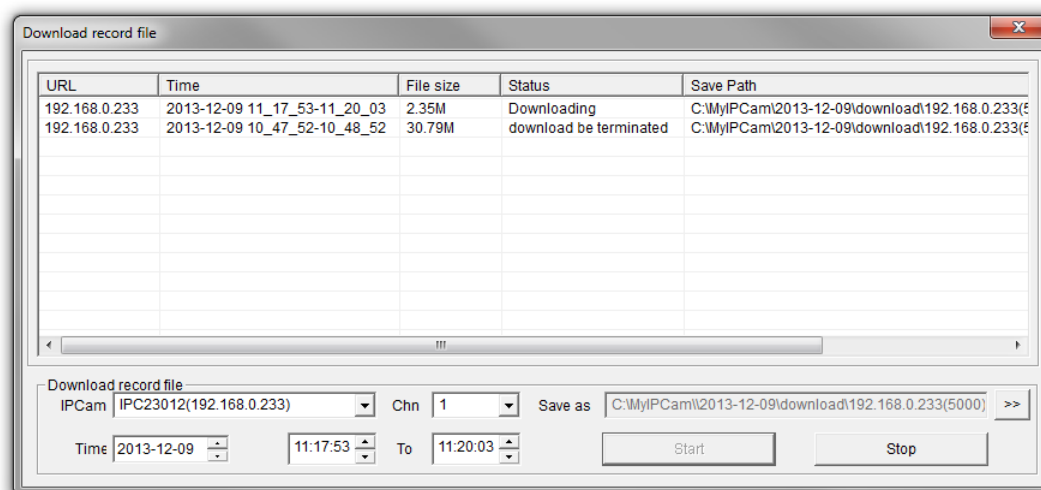 Download record file
URL Time File size Status Save Path
192.168.0.233 2013-12-09 11_17_53-11_20_03 2.35M Downloading C:\MyIPCam\2013-12-09\download\192.168.0.233(5
192.168.0.233 2013-12-09 10_47_52-10_48_52 30.79M download be terminated C:\MyIPCam\2013-12-09\download\192.168.0.233(5
Download record file
IPCam IPC23012(192.168.0.233) Chn 1 Save as C:\MyIPCam\\2013-12-09\download\192.168.0.233(5000) >>
Time 2013-12-09 11:17:53 To 11:20:03 Start Stop